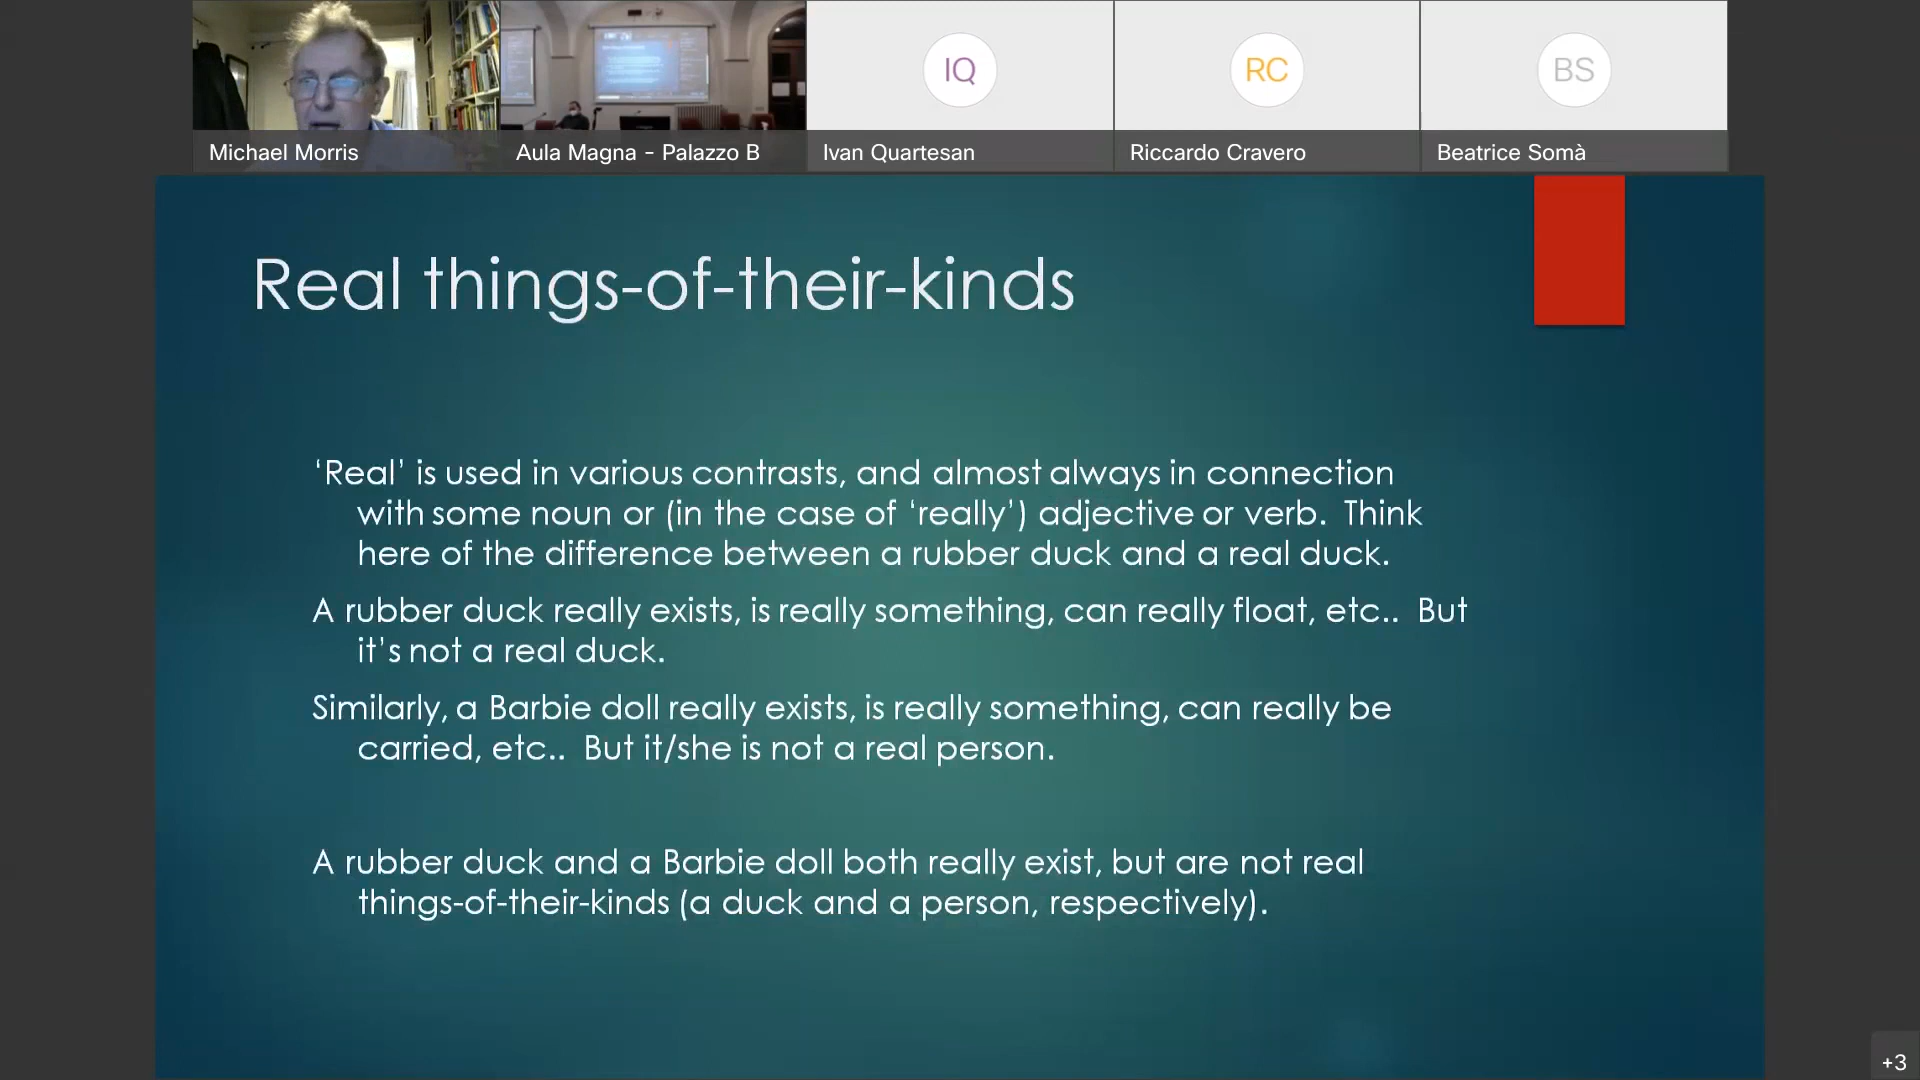 IQ
RC
BS
Michael Morris
Aula Magna - Palazzo B
Ivan Quartesan
Riccardo Cravero
Beatrice Somà
Real things-of-their-kinds
‘Real’ is used in various contrasts, and almost always in connection
with some noun or (in the case of ‘really’) adjective or verb.  Think
here of the difference between a rubber duck and a real duck.
A rubber duck really exists, is really something, can really float, etc..  But
it’s not a real duck.
Similarly, a Barbie doll really exists, is really something, can really be
carried, etc..  But it/she is not a real person.
A rubber duck and a Barbie doll both really exist, but are not real
things-of-their-kinds (a duck and a person, respectively).
+3